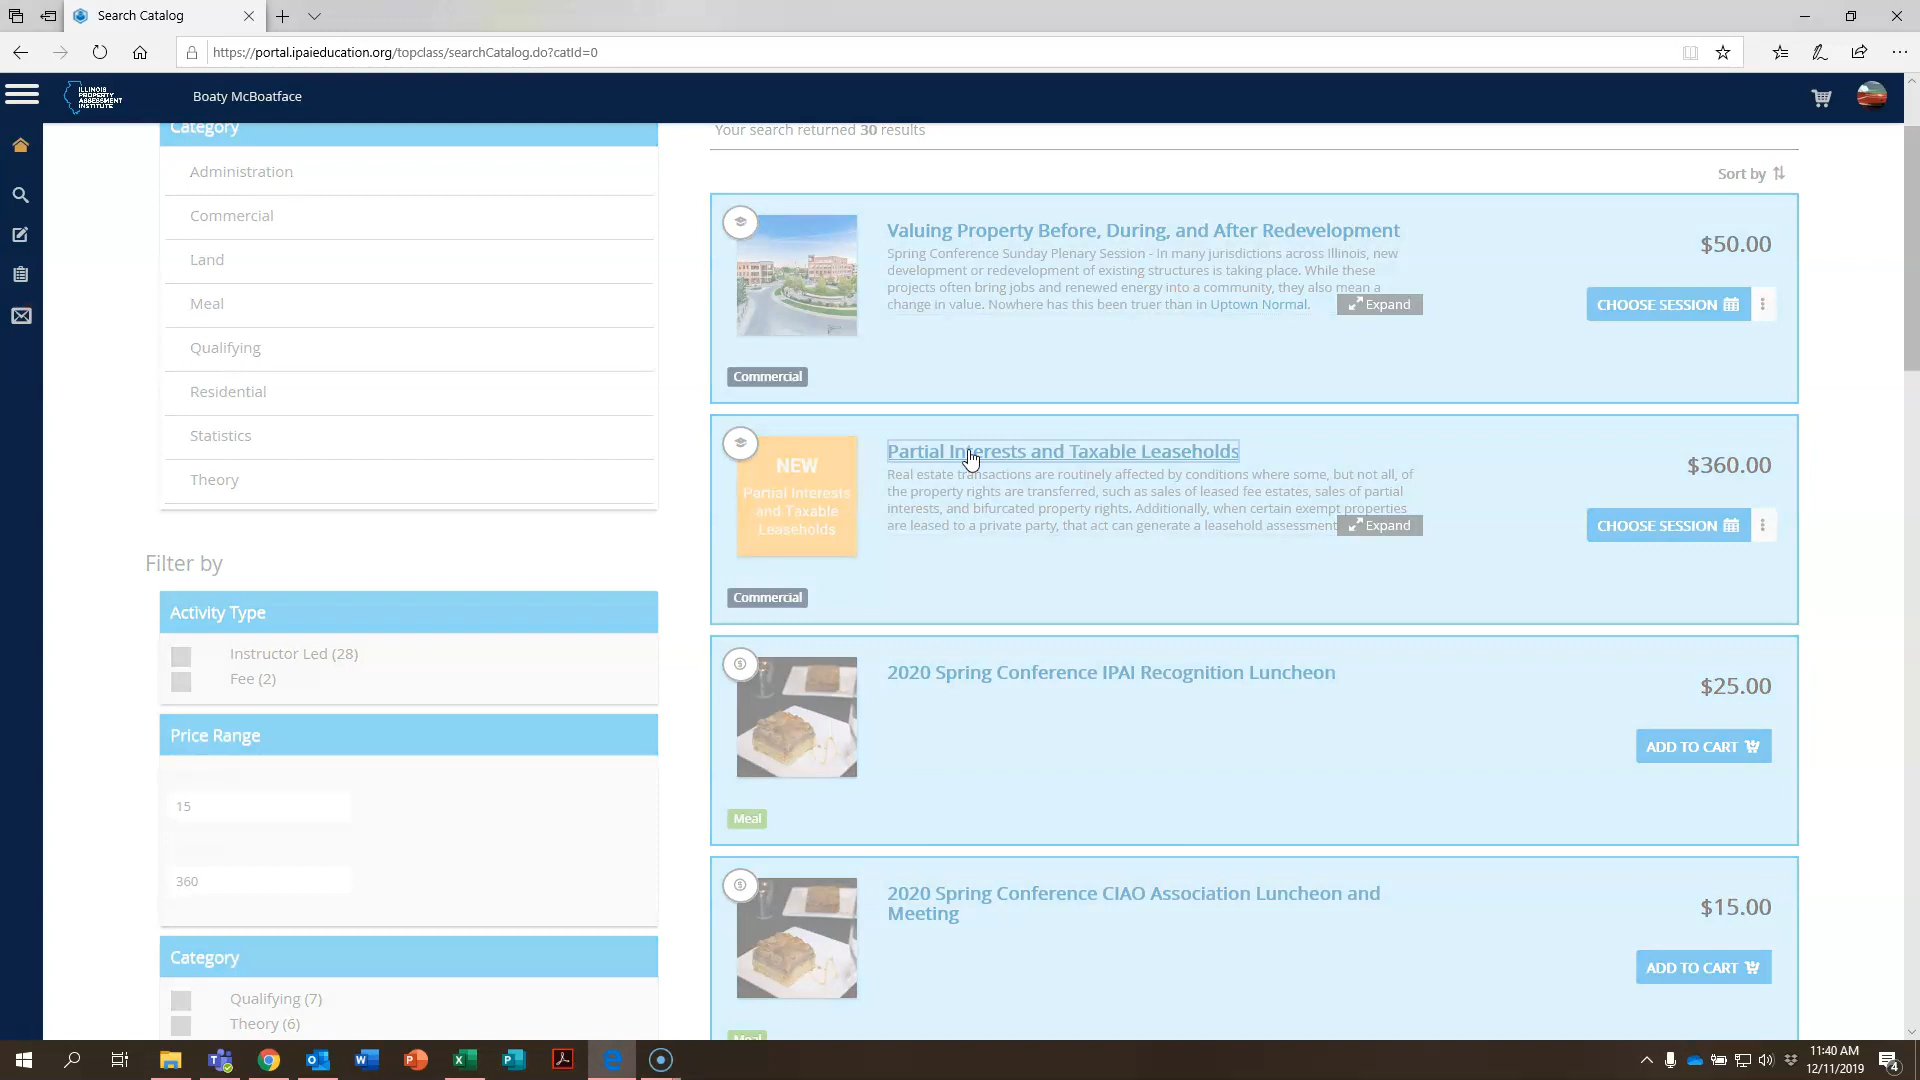 Search Catalog
https://portal.ipaieducation.org/topclass/searchCatalog.do?catId=0
ILLINOIS
PROPERTY
ASSESSMENT
INSTITUTE
Boaty McBoatface
Category
Administration
Commercial
Land
Meal
Qualifying
Residential
Statistics
Theory
Filter by
Activity Type
Instructor Led (28)
Fee (2)
Price Range
15
360
Category
Qualifying (7)
Theory (6)
Your search returned 30 results
Sort by
Valuing Property Before, During, and After Redevelopment
Spring Conference Sunday Plenary Session - In many jurisdictions across Illinois, new
development or redevelopment of existing structures is taking place. While these
projects often bring jobs and renewed energy into a community, they also mean a
change in value. Nowhere has this been truer than in Uptown Normal.
Expand
$50.00
CHOOSE SESSION
Commercial
NEW
Partial Interests
and Taxable
Leaseholds
Partial Interests and Taxable Leaseholds
Real estate transactions are routinely affected by conditions where some, but not all, of
the property rights are transferred, such as sales of leased fee estates, sales of partial
interests, and bifurcated property rights. Additionally, when certain exempt properties
are leased to a private party, that act can generate a leasehold assessment
Expand
$360.00
CHOOSE SESSION
Commercial
2020 Spring Conference IPAI Recognition Luncheon
$25.00
ADD TO CART
Meal
2020 Spring Conference CIAO Association Luncheon and
Meeting
$15.00
ADD TO CART
Meal
11:40 AM
12/11/2019
4